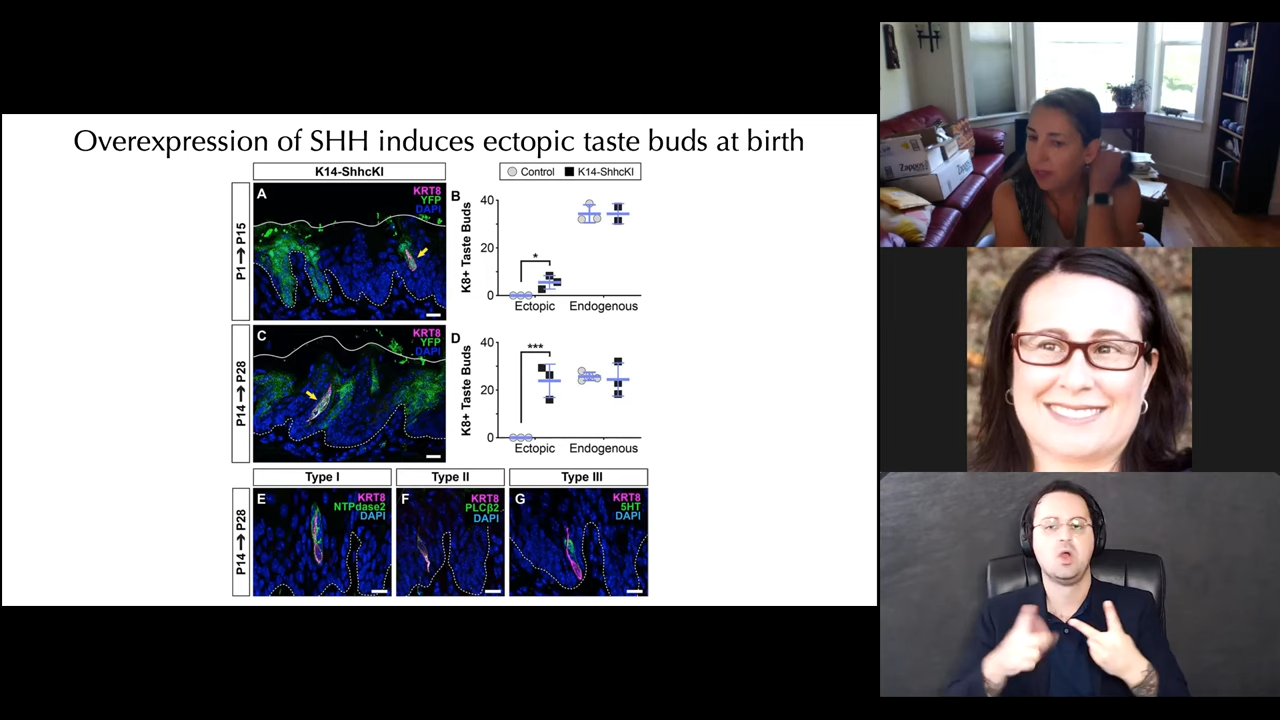 Overexpression of SHH induces ectopic taste buds at birth
K14-ShhcKI
Control K14-ShhcKI
P1 → P15
A
KRT8
YFP
DAPI
B
K8+ Taste Buds
40
20
0
*
Ectopic Endogenous
P14 → P28
C
KRT8
YFP
DAPI
D
K8+ Taste Buds
40
20
0
***
Ectopic Endogenous
Type I Type II Type III
P14 → P28
E
KRT8
NTPdase2
DAPI
F
KRT8
PLCβ2
DAPI
G
KRT8
5HT
DAPI
Zappos
Zappos